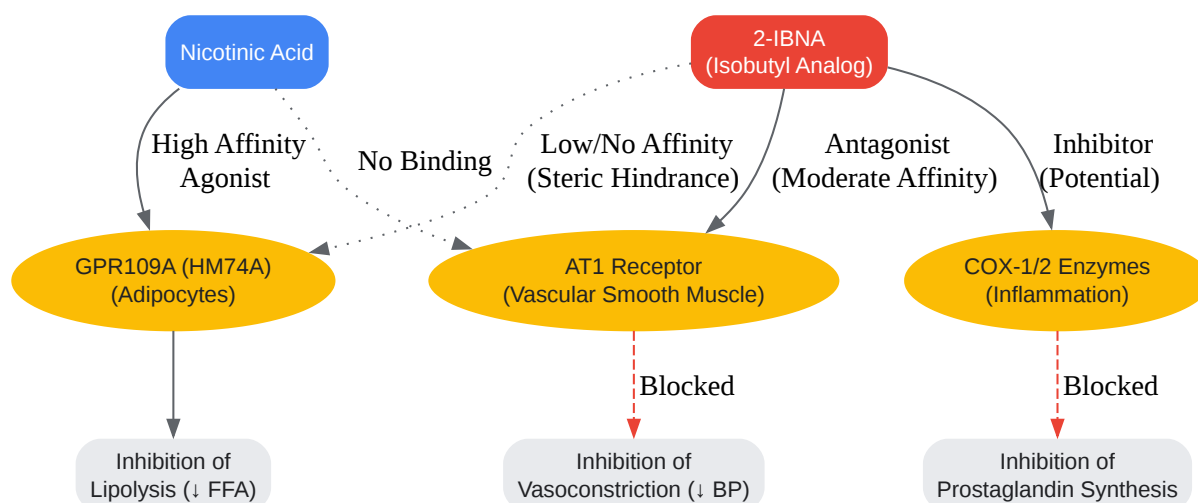 Nicotinic Acid
2-IBNA
(Isobutyl Analog)
High Affinity
Agonist
No Binding
Low/No Affinity
(Steric Hindrance)
Antagonist
(Moderate Affinity)
Inhibitor
(Potential)
GPR109A (HM74A)
(Adipocytes)
AT1 Receptor
(Vascular Smooth Muscle)
COX-1/2 Enzymes
(Inflammation)
Blocked
Blocked
Inhibition of
Lipolysis (↓ FFA)
Inhibition of
Vasoconstriction (↓ BP)
Inhibition of
Prostaglandin Synthesis